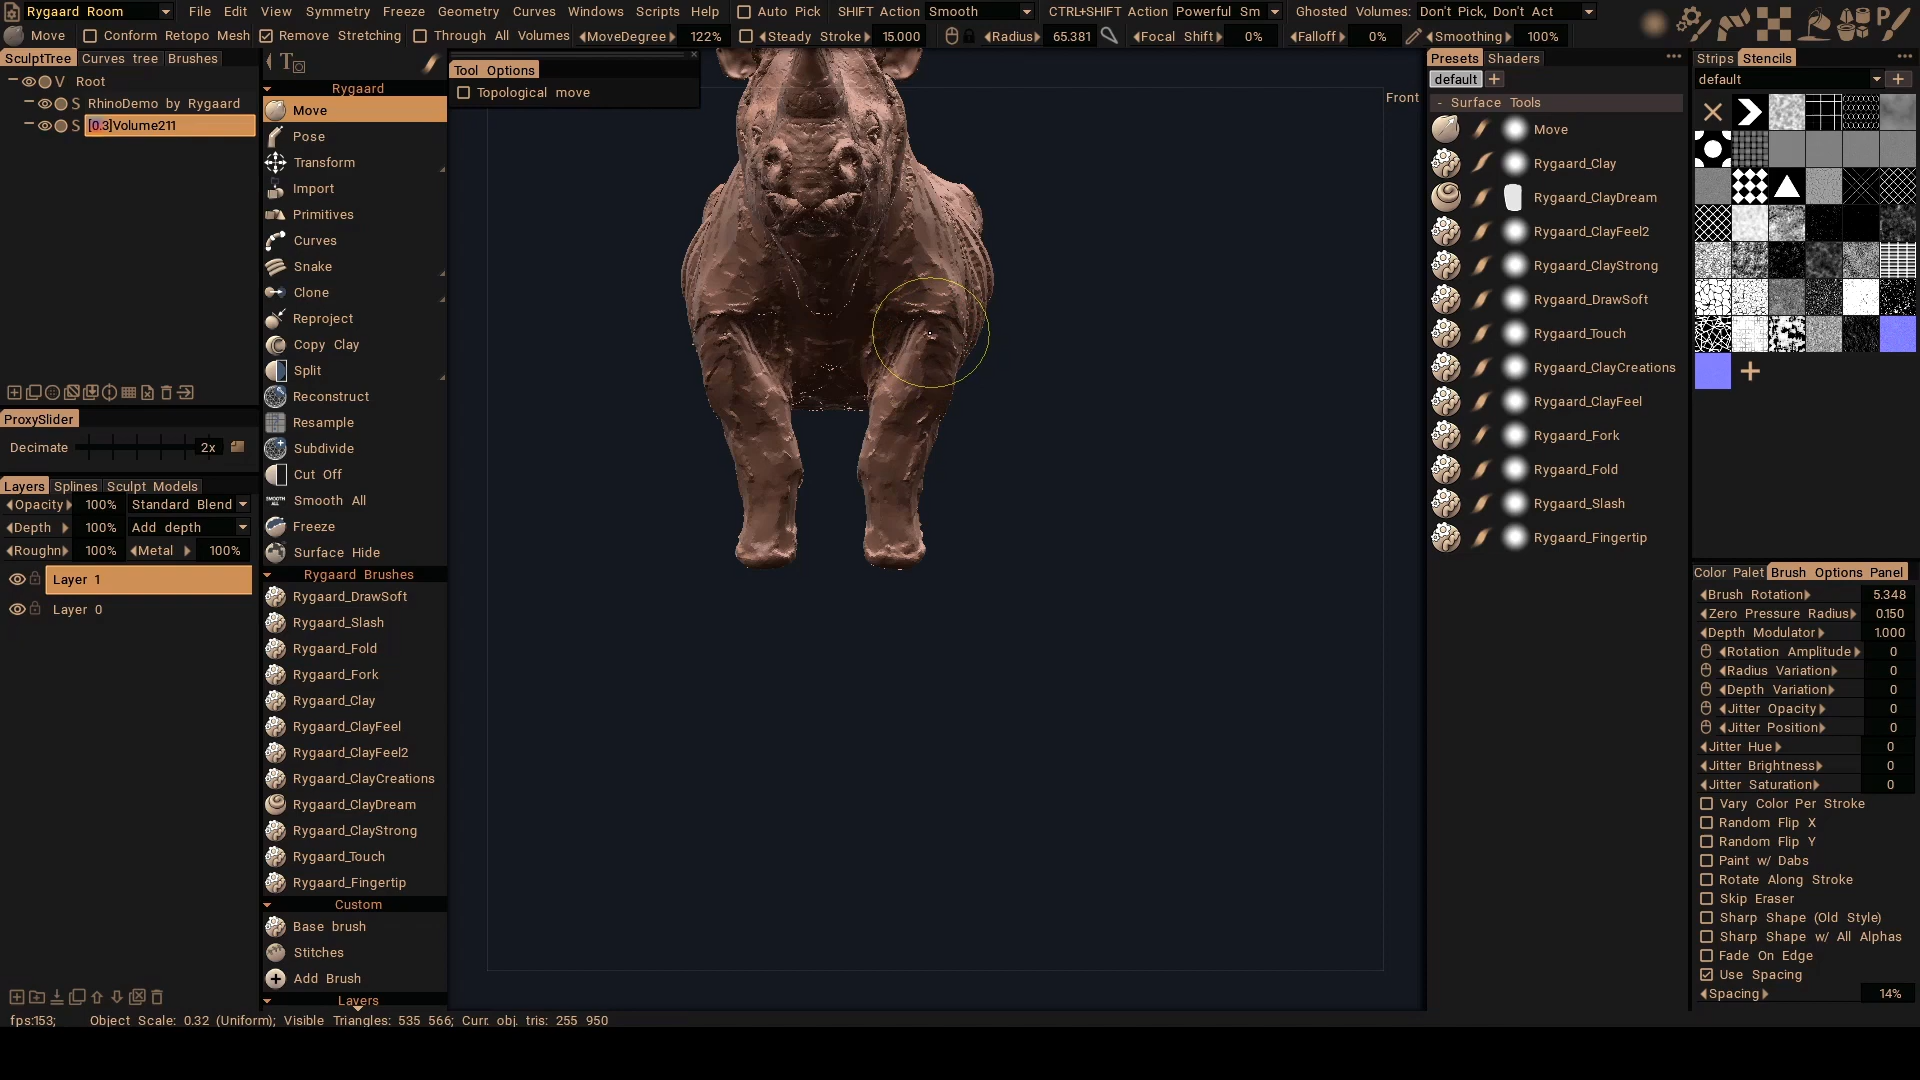 Rygaard Room File Edit View Symmetry Freeze Geometry Curves Windows Scripts Help Auto Pick SHIFT Action Smooth CTRL+SHIFT Action Powerful Sm Ghosted Volumes: Don't Pick, Don't Act
Move Conform Retopo Mesh Remove Stretching Through All Volumes MoveDegree 122% Steady Stroke 15.000 Radius 65.381 Focal Shift 0% Falloff 0% Smoothing 100%
SculptTree Curves tree Brushes
V Root
S RhinoDemo by Rygaard
S [0.3]Volume211
ProxySlider
Decimate 2x
Layers Splines Sculpt Models
Opacity 100% Standard Blend
Depth 100% Add depth
Roughn 100% Metal 100%
Layer 1
Layer 0
Rygaard
Move
Pose
Transform
Import
Primitives
Curves
Snake
Clone
Reproject
Copy Clay
Split
Reconstruct
Resample
Subdivide
Cut Off
SMOOTH ALL Smooth All
Freeze
Surface Hide
Rygaard Brushes
Rygaard_DrawSoft
Rygaard_Slash
Rygaard_Fold
Rygaard_Fork
Rygaard_Clay
Rygaard_ClayFeel
Rygaard_ClayFeel2
Rygaard_ClayCreations
Rygaard_ClayDream
Rygaard_ClayStrong
Rygaard_Touch
Rygaard_Fingertip
Custom
Base brush
Stitches
Add Brush
Layers
Tool Options
Topological move
Front
Presets Shaders
default +
- Surface Tools
Move
Rygaard_Clay
Rygaard_ClayDream
Rygaard_ClayFeel2
Rygaard_ClayStrong
Rygaard_DrawSoft
Rygaard_Touch
Rygaard_ClayCreations
Rygaard_ClayFeel
Rygaard_Fork
Rygaard_Fold
Rygaard_Slash
Rygaard_Fingertip
Strips Stencils
default +
Color Palet Brush Options Panel
Brush Rotation 5.348
Zero Pressure Radius 0.150
Depth Modulator 1.000
Rotation Amplitude 0
Radius Variation 0
Depth Variation 0
Jitter Opacity 0
Jitter Position 0
Jitter Hue 0
Jitter Brightness 0
Jitter Saturation 0
Vary Color Per Stroke
Random Flip X
Random Flip Y
Paint w/ Dabs
Rotate Along Stroke
Skip Eraser
Sharp Shape (Old Style)
Sharp Shape w/ All Alphas
Fade On Edge
Use Spacing
Spacing 14%
fps:153; Object Scale: 0.32 (Uniform); Visible Triangles: 535 566; Curr. obj. tris: 255 950